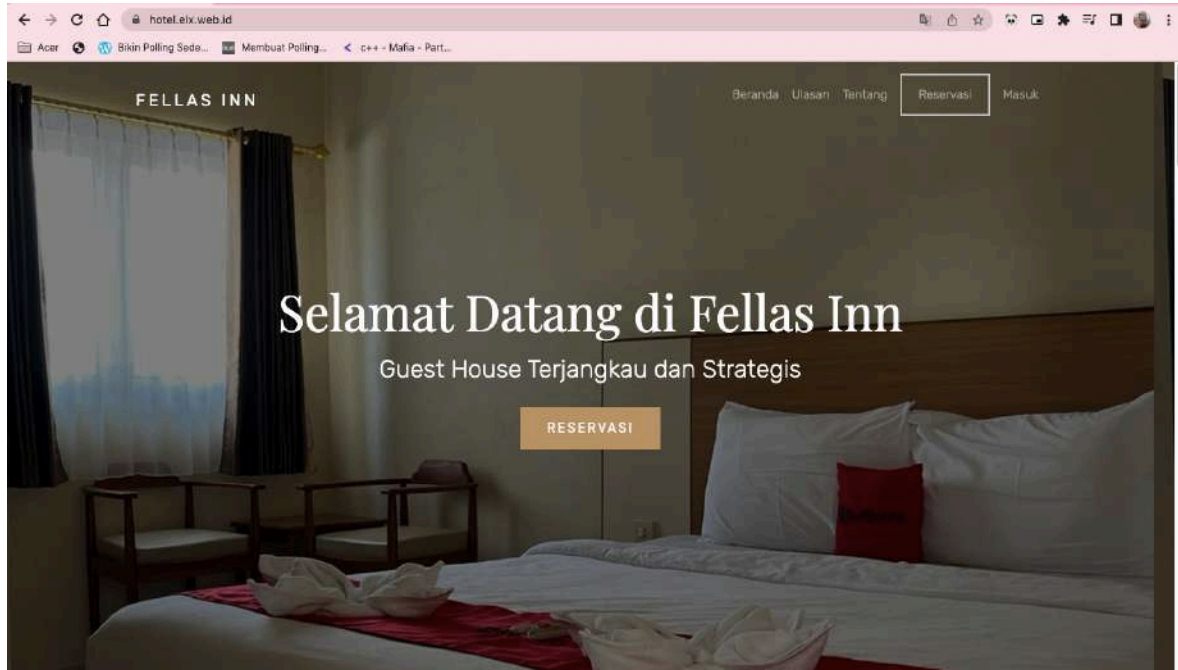 hotel.elx.web.id
Acer
Bikin Polling Sede...
Membuat Polling...
c++ - Mafia - Part...
FELLAS INN
Beranda Ulasan Tentang Reservasi Masuk
Selamat Datang di Fellas Inn
Guest House Terjangkau dan Strategis
RESERVASI